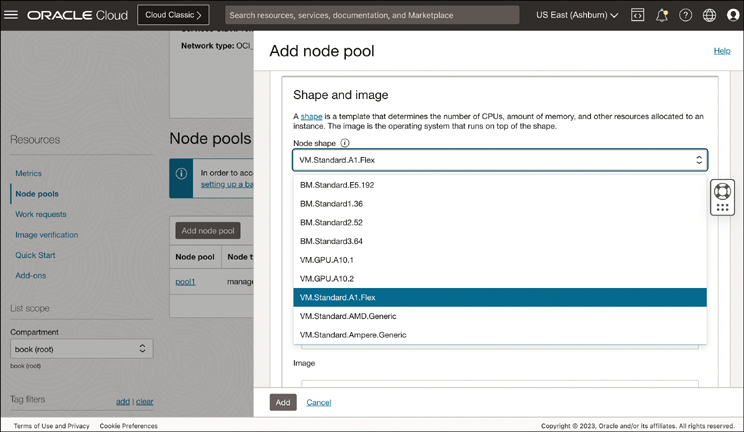 ORACLE Cloud
Cloud Classic >
Search resources, services, documentation, and Marketplace
US East (Ashburn)
Network type: OCI_
Resources
Metrics
Node pools
Work requests
Image verification
Quick Start
Add-ons
List scope
Compartment
book (root)
book (root)
Tag filters
add | clear
Node pools
In order to acc
setting up a ba
Add node pool
Node pool
Node t
pool1
manage
Add node pool
Help
Shape and image
A shape is a template that determines the number of CPUs, amount of memory, and other resources allocated to an
instance. The image is the operating system that runs on top of the shape.
Node shape
VM.Standard.A1.Flex
BM.Standard.E5.192
BM.Standard1.36
BM.Standard2.52
BM.Standard3.64
VM.GPU.A10.1
VM.GPU.A10.2
VM.Standard.A1.Flex
VM.Standard.AMD.Generic
VM.Standard.Ampere.Generic
Image
Add
Cancel
Terms of Use and Privacy
Cookie Preferences
Copyright © 2023, Oracle and/or its affiliates. All rights reserved.